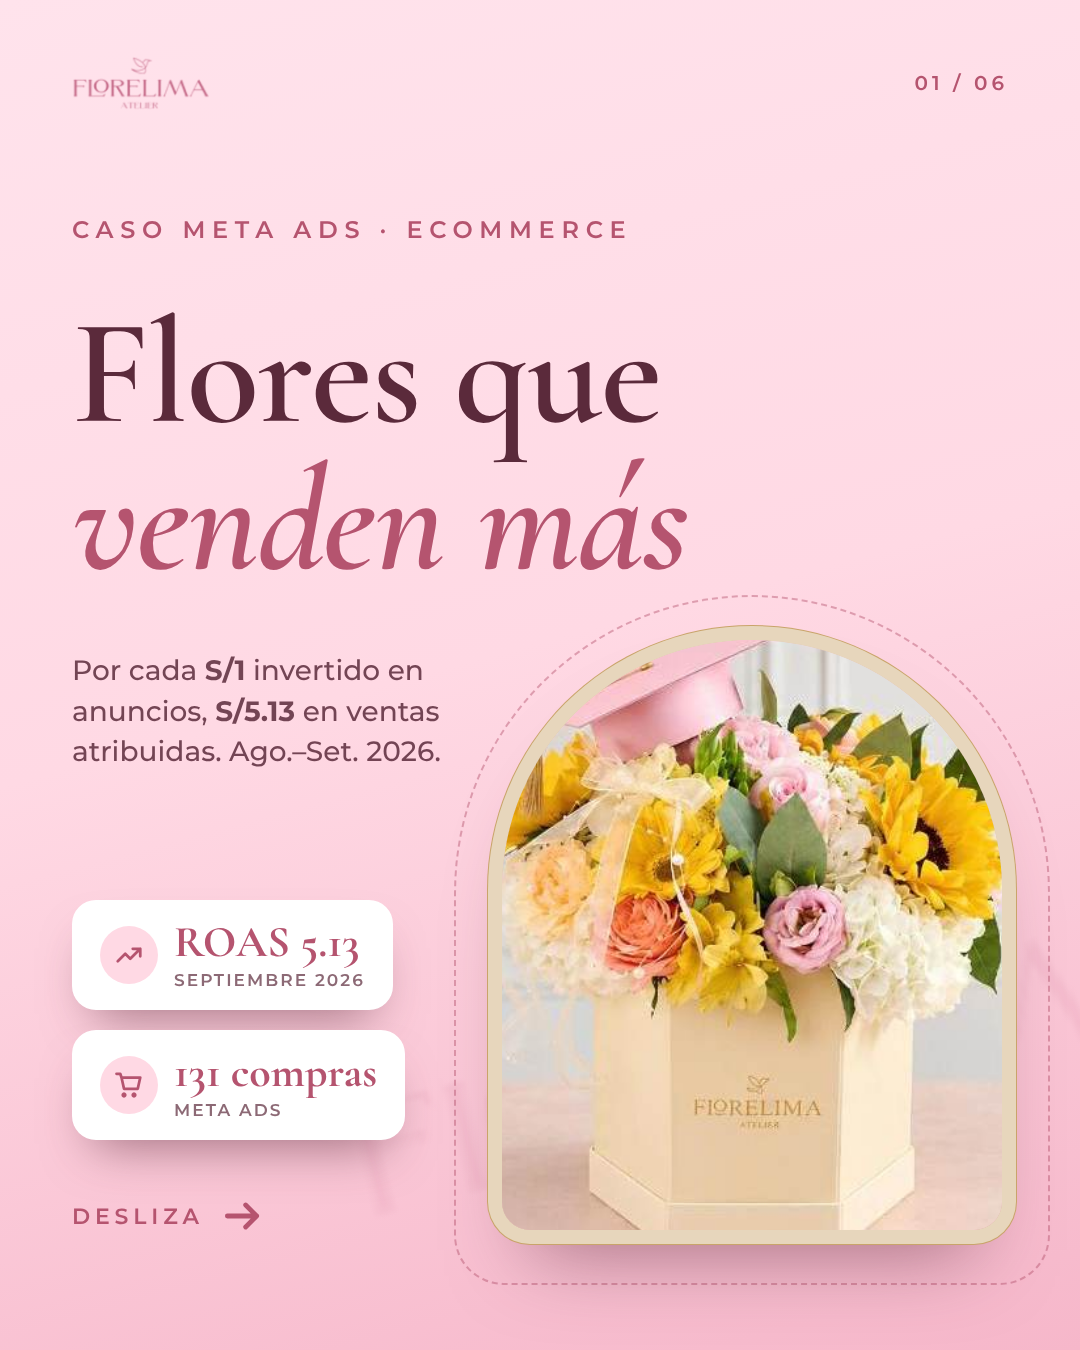 FLORELIMA
ATELIER
01 / 06
CASO META ADS · ECOMMERCE
Flores que
venden más
Por cada S/1 invertido en
anuncios, S/5.13 en ventas
atribuidas. Ago.–Set. 2026.
ROAS 5.13
SEPTIEMBRE 2026
131 compras
META ADS
DESLIZA
FLORELIMA
ATELIER